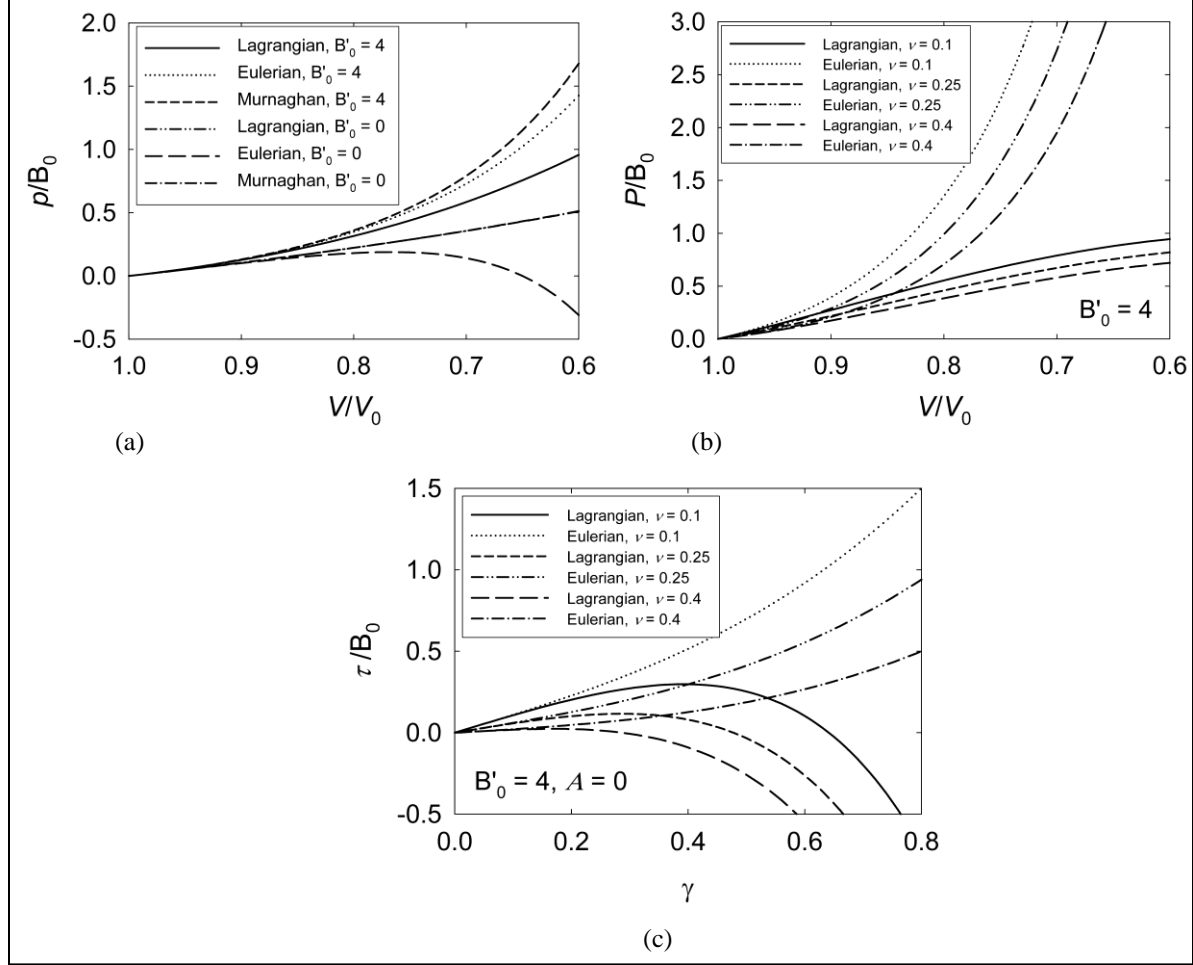 2.0
1.5
1.0
0.5
0.0
-0.5
p/B₀
Lagrangian, B'₀ = 4
Eulerian, B'₀ = 4
Murnaghan, B'₀ = 4
Lagrangian, B'₀ = 0
Eulerian, B'₀ = 0
Murnaghan, B'₀ = 0
1.0 0.9 0.8 0.7 0.6
V/V₀
(a)
3.0
2.5
2.0
1.5
1.0
0.5
0.0
P/B₀
Lagrangian, ν = 0.1
Eulerian, ν = 0.1
Lagrangian, ν = 0.25
Eulerian, ν = 0.25
Lagrangian, ν = 0.4
Eulerian, ν = 0.4
B'₀ = 4
1.0 0.9 0.8 0.7 0.6
V/V₀
(b)
1.5
1.0
0.5
0.0
-0.5
τ/B₀
Lagrangian, ν = 0.1
Eulerian, ν = 0.1
Lagrangian, ν = 0.25
Eulerian, ν = 0.25
Lagrangian, ν = 0.4
Eulerian, ν = 0.4
B'₀ = 4, A = 0
0.0 0.2 0.4 0.6 0.8
γ
(c)